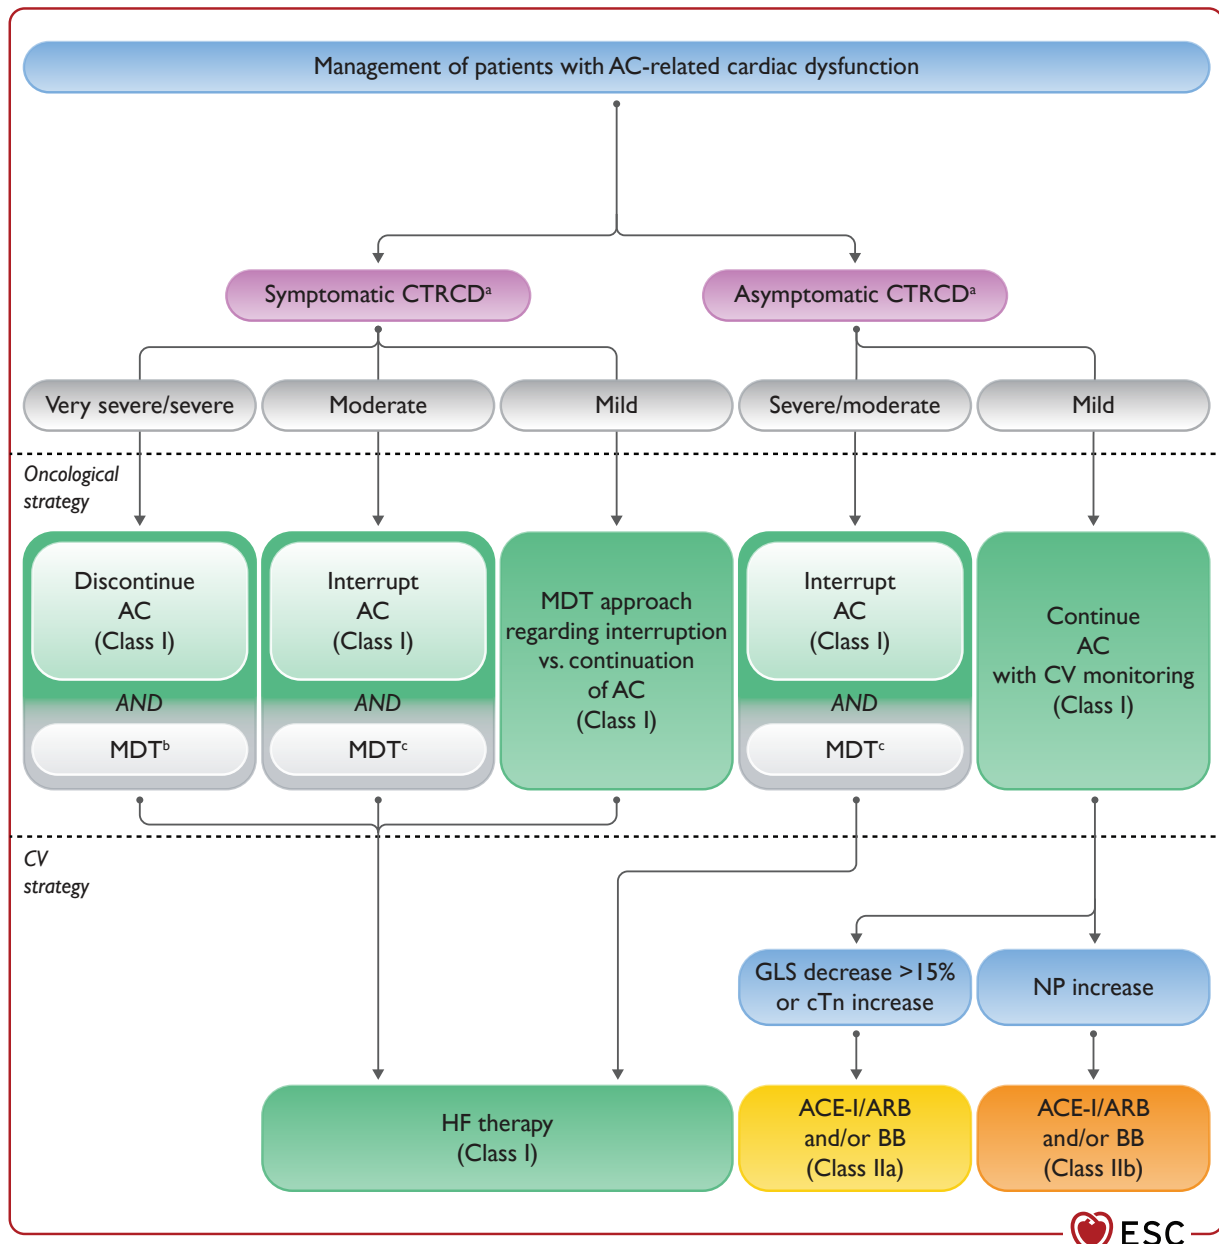 Management of patients with AC-related cardiac dysfunction
Symptomatic CTRCDᵃ
Asymptomatic CTRCDᵃ
Very severe/severe
Moderate
Mild
Severe/moderate
Mild
Oncological
strategy
Discontinue
AC
(Class I)
AND
MDTᵇ
Interrupt
AC
(Class I)
AND
MDTᶜ
MDT approach
regarding interruption
vs. continuation
of AC
(Class I)
Interrupt
AC
(Class I)
AND
MDTᶜ
Continue
AC
with CV monitoring
(Class I)
CV
strategy
GLS decrease >15%
or cTn increase
NP increase
HF therapy
(Class I)
ACE-I/ARB
and/or BB
(Class IIa)
ACE-I/ARB
and/or BB
(Class IIb)
ESC